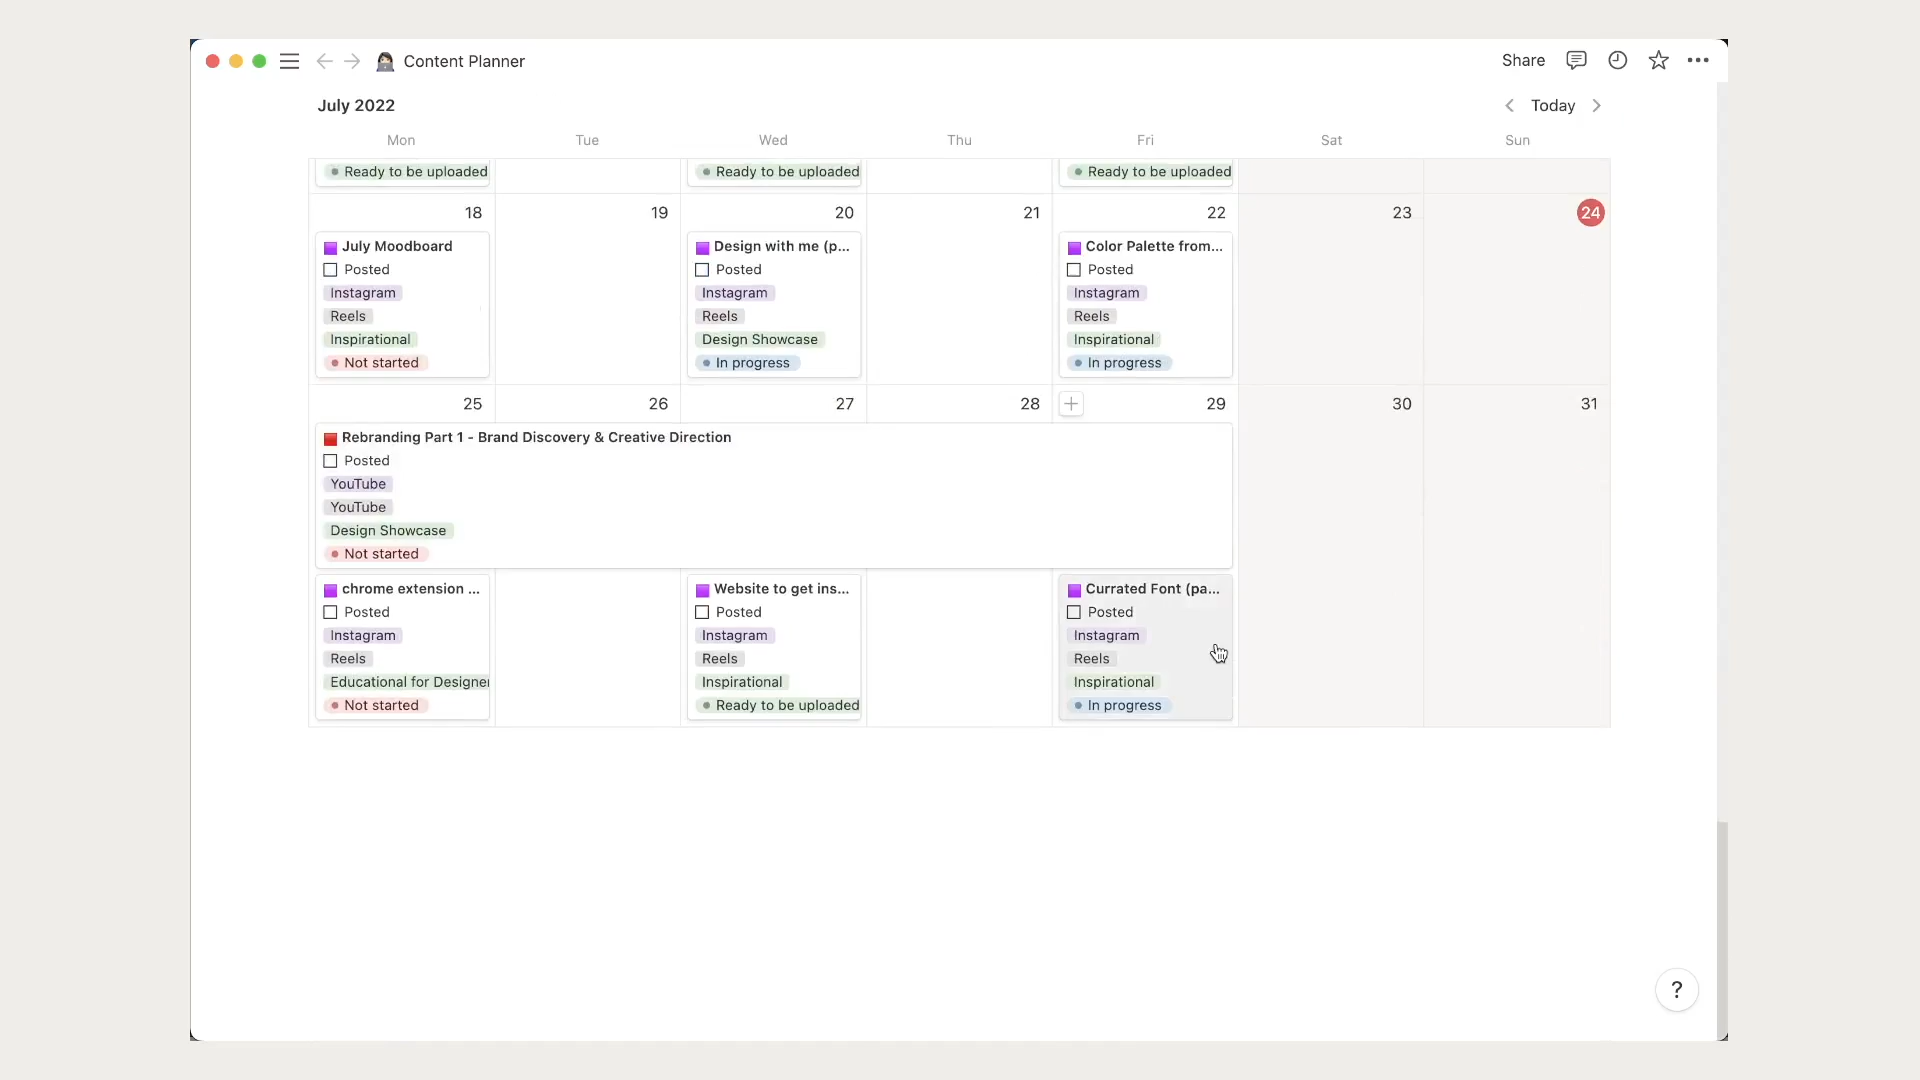 Content Planner
Share
July 2022
Today
Mon Tue Wed Thu Fri Sat Sun
Ready to be uploaded Ready to be uploaded Ready to be uploaded
18 19 20 21 22 23 24
July Moodboard
Posted
Instagram
Reels
Inspirational
Not started
Design with me (p...
Posted
Instagram
Reels
Design Showcase
In progress
Color Palette from...
Posted
Instagram
Reels
Inspirational
In progress
25 26 27 28 29 30 31
Rebranding Part 1 - Brand Discovery & Creative Direction
Posted
YouTube
YouTube
Design Showcase
Not started
chrome extension ...
Posted
Instagram
Reels
Educational for Designer
Not started
Website to get ins...
Posted
Instagram
Reels
Inspirational
Ready to be uploaded
Currated Font (pa...
Posted
Instagram
Reels
Inspirational
In progress
?